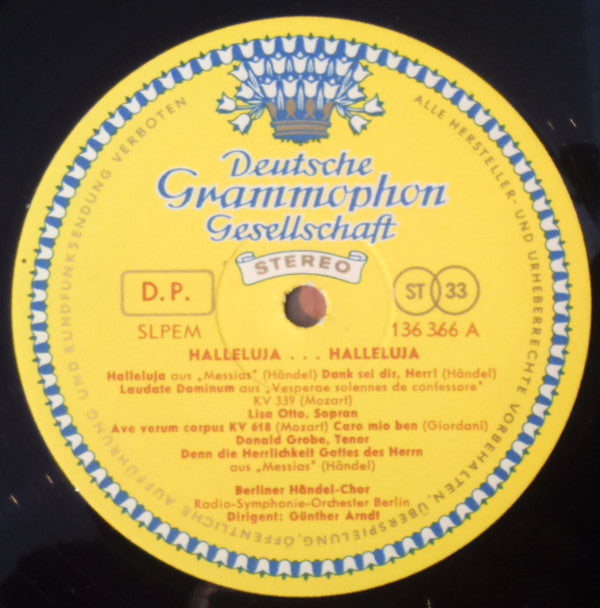 Deutsche
Grammophon
Gesellschaft
STEREO
D.P.
ST 33
SLPEM
136 366 A
HALLELUJA . . . HALLELUJA
Halleluja aus „Messias" (Händel) Dank sei dir, Herr! (Händel)
Laudate Dominum aus „Vesperae solennes de confessore"
KV 339 (Mozart)
Lisa Otto, Sopran
Ave verum corpus KV 618 (Mozart) Caro mio ben (Giordani)
Donald Grobe, Tenor
Denn die Herrlichkeit Gottes des Herrn
aus „Messias" (Händel)
Berliner Händel-Chor
Radio-Symphonie-Orchester Berlin
Dirigent: Günther Arndt
ALLE HERSTELLER- UND URHEBERRECHTE VORBEHALTEN, ÜBERSPIELUNG, ÖFFENTLICHE AUFFÜHRUNG UND RUNDFUNKSENDUNG VERBOTEN